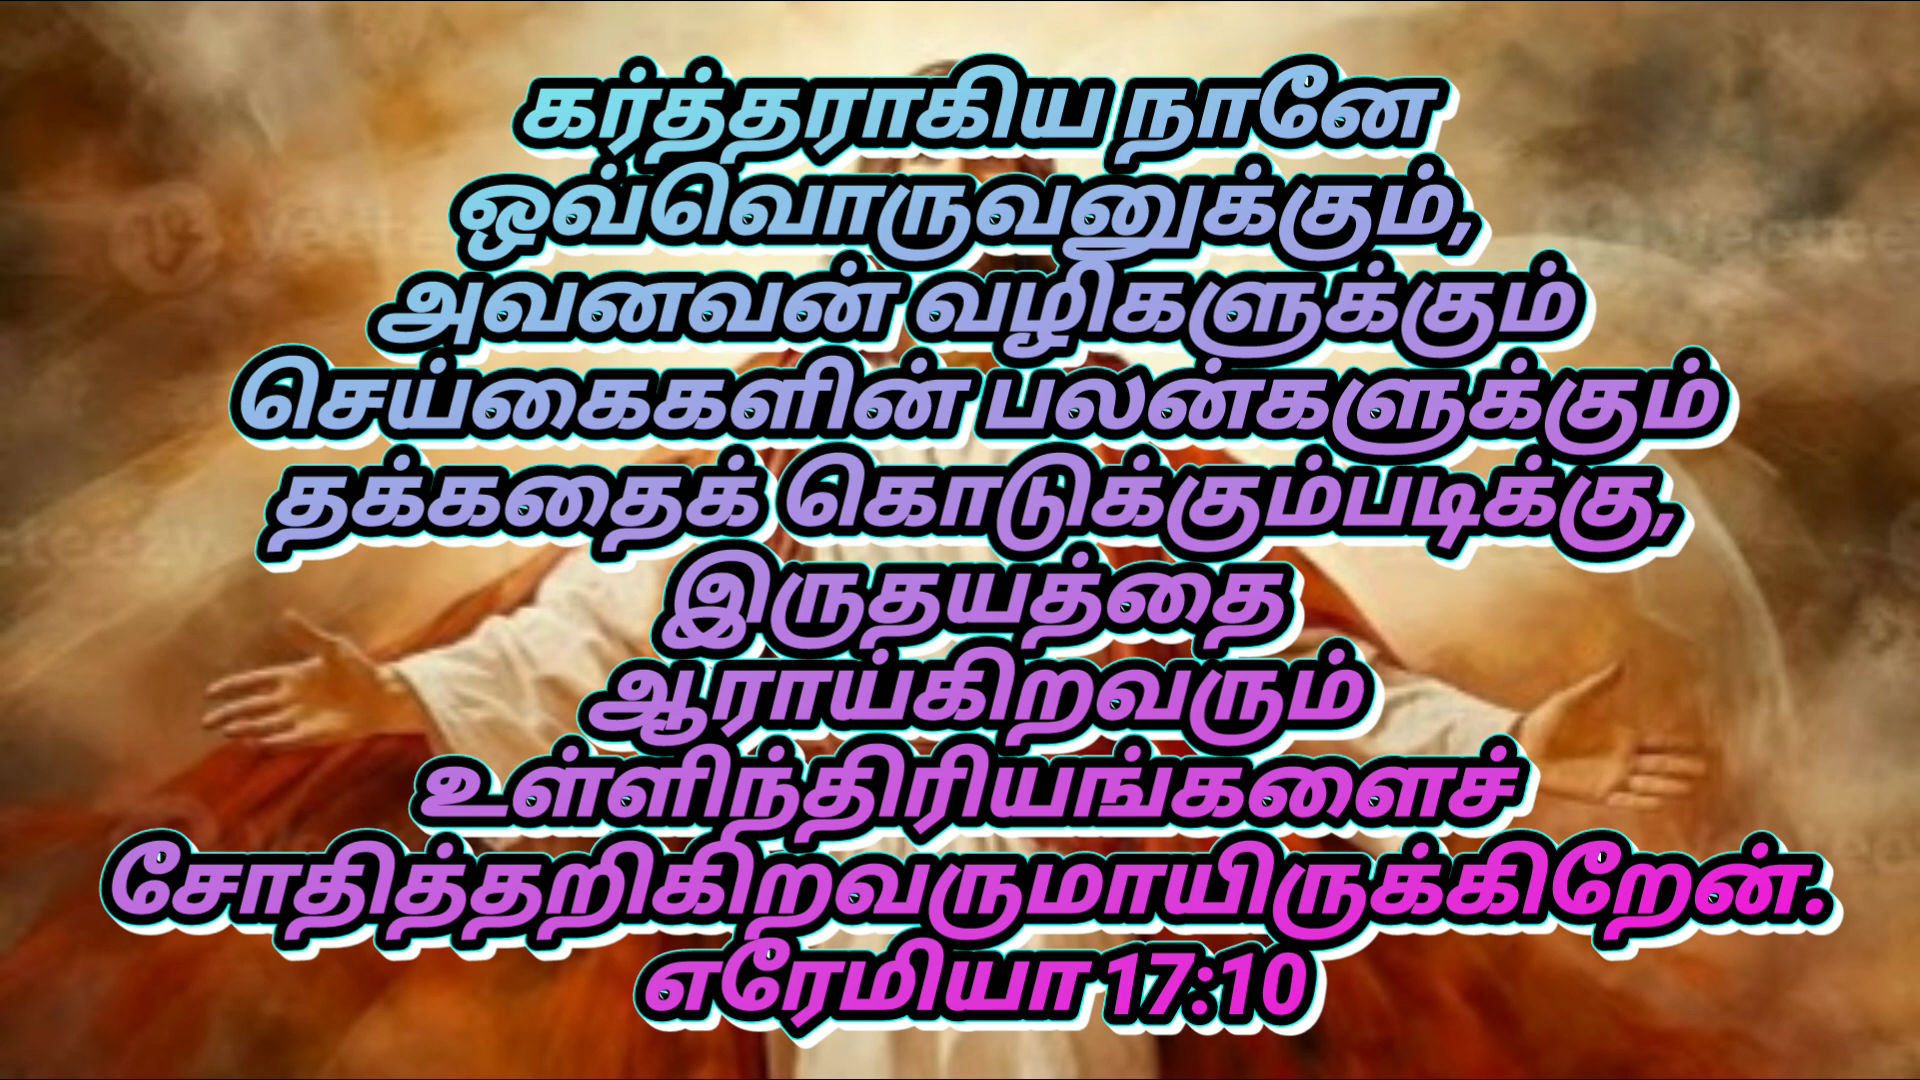 கர்த்தராகிய நானே
ஒவ்வொருவனுக்கும்,
அவனவன் வழிகளுக்கும்
செய்கைகளின் பலன்களுக்கும்
தக்கதைக் கொடுக்கும்படிக்கு,
இருதயத்தை
ஆராய்கிறவரும்
உள்ளிந்திரியங்களைச்
சோதித்தறிகிறவருமாயிருக்கிறேன்.
எரேமியா 17:10